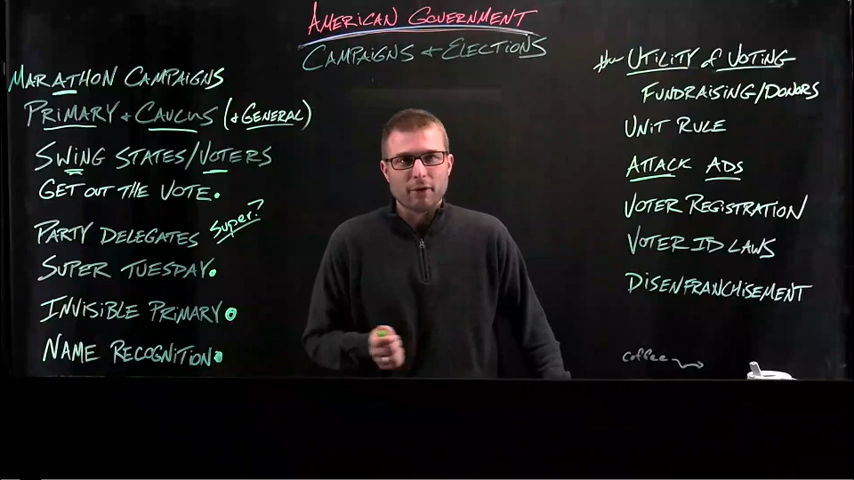 AMERICAN GOVERNMENT
CAMPAIGNS & ELECTIONS
MARATHON CAMPAIGNS
PRIMARY & CAUCUS (& GENERAL)
SWING STATES/VOTERS
GET OUT THE VOTE.
PARTY DELEGATES Super?
SUPER TUESDAY.
INVISIBLE PRIMARY
NAME RECOGNITION
the UTILITY of VOTING
FUNDRAISING/DONORS
UNIT RULE
ATTACK ADS
VOTER REGISTRATION
VOTER ID LAWS
DISENFRANCHISEMENT
coffee